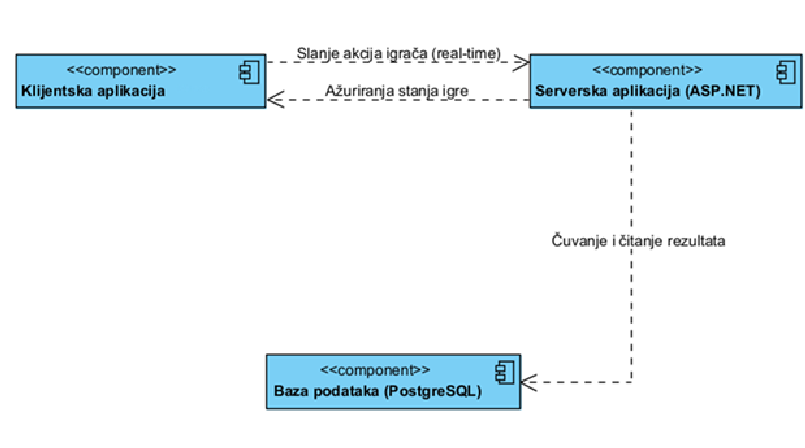 Slanje akcija igrača (real-time)
<<component>>
Klijentska aplikacija
<<component>>
Serverska aplikacija (ASP.NET)
Ažuriranja stanja igre
Čuvanje i čitanje rezultata
<<component>>
Baza podataka (PostgreSQL)